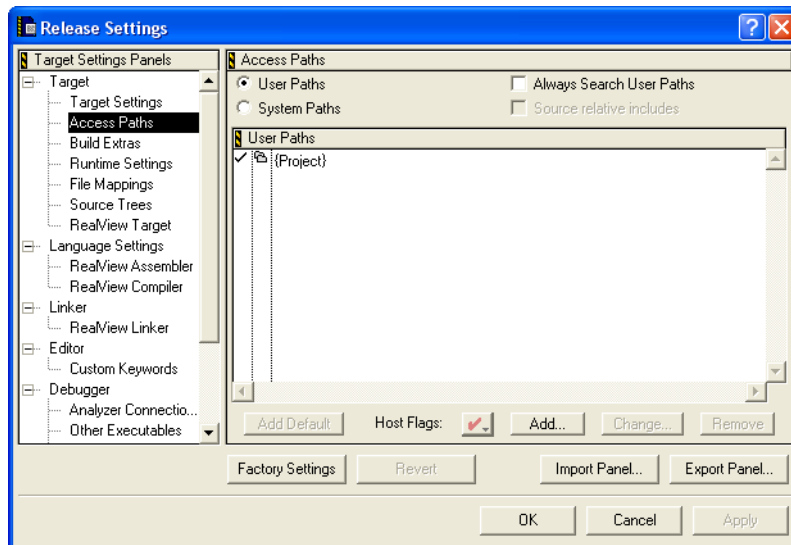 Release Settings
Target Settings Panels
Target
Target Settings
Access Paths
Build Extras
Runtime Settings
File Mappings
Source Trees
RealView Target
Language Settings
RealView Assembler
RealView Compiler
Linker
RealView Linker
Editor
Custom Keywords
Debugger
Analyzer Connectio...
Other Executables
Access Paths
User Paths
Always Search User Paths
System Paths
Source relative includes
User Paths
{Project}
Add Default
Host Flags:
Add...
Change...
Remove
Factory Settings
Revert
Import Panel...
Export Panel...
OK
Cancel
Apply